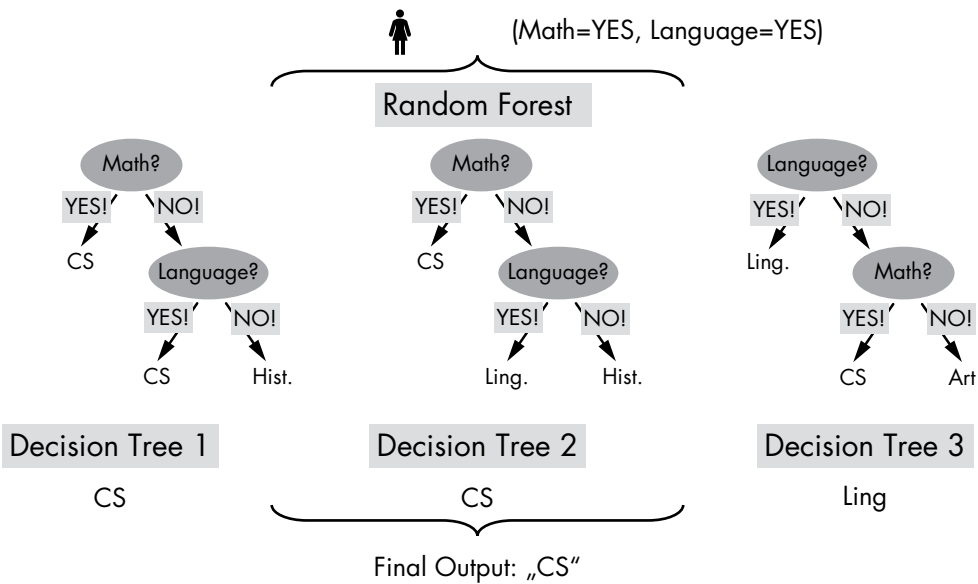 (Math=YES, Language=YES)
Random Forest
Math? Math? Language?
YES! NO! YES! NO! YES! NO!
CS CS Ling.
Language? Language? Math?
YES! NO! YES! NO! YES! NO!
CS Hist. Ling. Hist. CS Art
Decision Tree 1 Decision Tree 2 Decision Tree 3
CS CS Ling
Final Output: „CS“